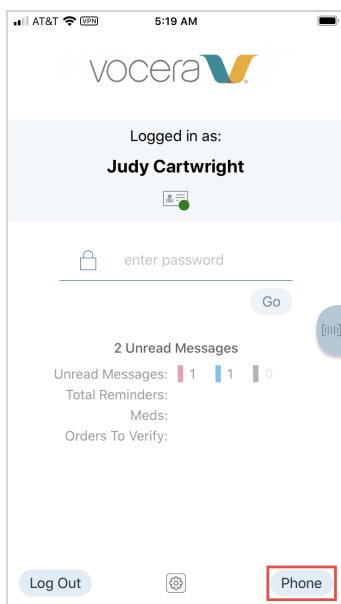 AT&T VPN 5:19 AM
vocera
Logged in as:
Judy Cartwright
enter password
Go
2 Unread Messages
Unread Messages: 1 1 0
Total Reminders:
Meds:
Orders To Verify:
Log Out Phone